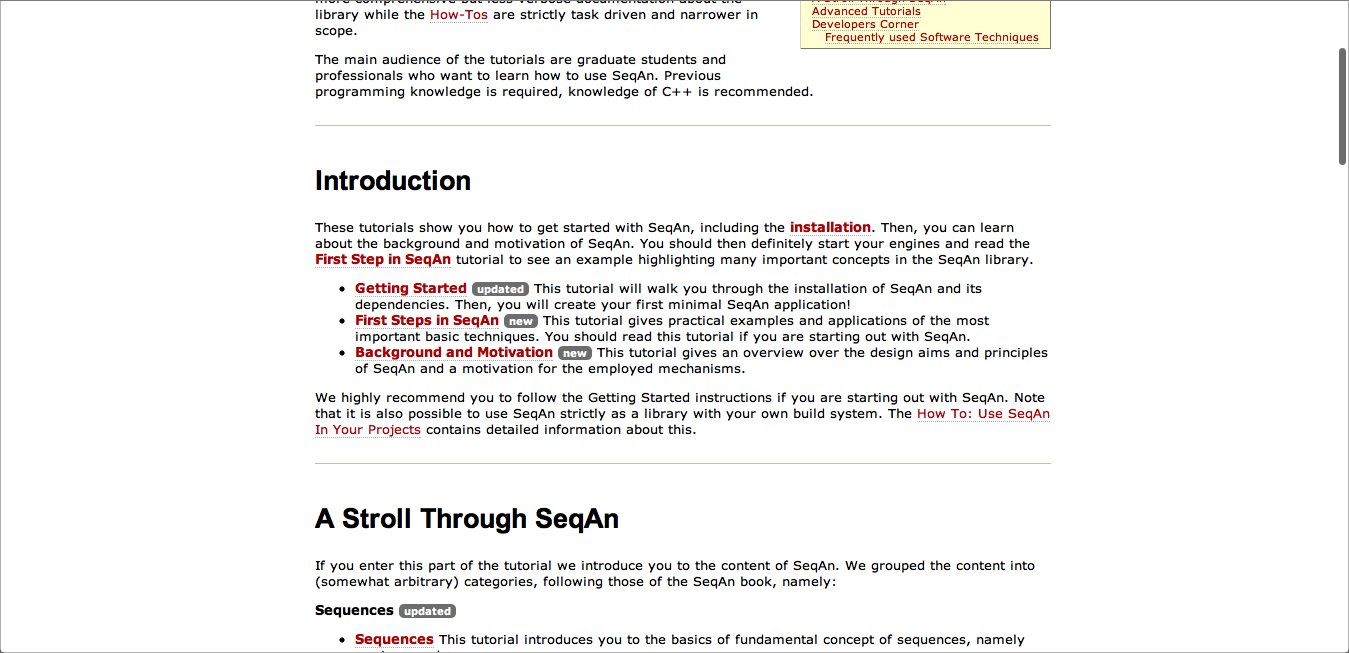 more comprehensive but less verbose documentation about the
library while the How-Tos are strictly task driven and narrower in
scope.
A Stroll Through SeqAn
Advanced Tutorials
Developers Corner
Frequently used Software Techniques
The main audience of the tutorials are graduate students and
professionals who want to learn how to use SeqAn. Previous
programming knowledge is required, knowledge of C++ is recommended.
Introduction
These tutorials show you how to get started with SeqAn, including the installation. Then, you can learn
about the background and motivation of SeqAn. You should then definitely start your engines and read the
First Step in SeqAn tutorial to see an example highlighting many important concepts in the SeqAn library.
• Getting Started updated This tutorial will walk you through the installation of SeqAn and its
dependencies. Then, you will create your first minimal SeqAn application!
• First Steps in SeqAn new This tutorial gives practical examples and applications of the most
important basic techniques. You should read this tutorial if you are starting out with SeqAn.
• Background and Motivation new This tutorial gives an overview over the design aims and principles
of SeqAn and a motivation for the employed mechanisms.
We highly recommend you to follow the Getting Started instructions if you are starting out with SeqAn. Note
that it is also possible to use SeqAn strictly as a library with your own build system. The How To: Use SeqAn
In Your Projects contains detailed information about this.
A Stroll Through SeqAn
If you enter this part of the tutorial we introduce you to the content of SeqAn. We grouped the content into
(somewhat arbitrary) categories, following those of the SeqAn book, namely:
Sequences updated
• Sequences This tutorial introduces you to the basics of fundamental concept of sequences, namely